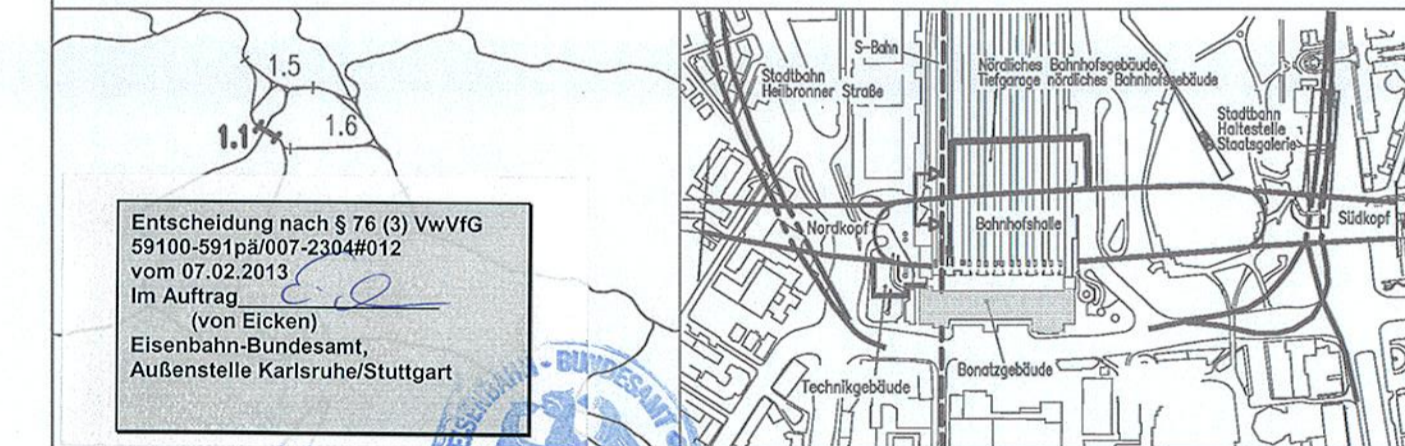 1.5
1.6
1.1
Entscheidung nach § 76 (3) VwVfG
59100-591pä/007-2304#012
vom 07.02.2013
Im Auftrag
(von Eicken)
Eisenbahn-Bundesamt,
Außenstelle Karlsruhe/Stuttgart
EISENBAHN - BUNDESAMT
S-Bahn
Stadtbahn
Heilbronner Straße
Nördliches Bahnhofsgebäude,
Tiefgarage nördliches Bahnhofsgebäude
Stadtbahn
Haltestelle
Staatsgalerie
Nordkopf
Bahnhofshalle
Südkopf
Technikgebäude
Bonatzgebäude